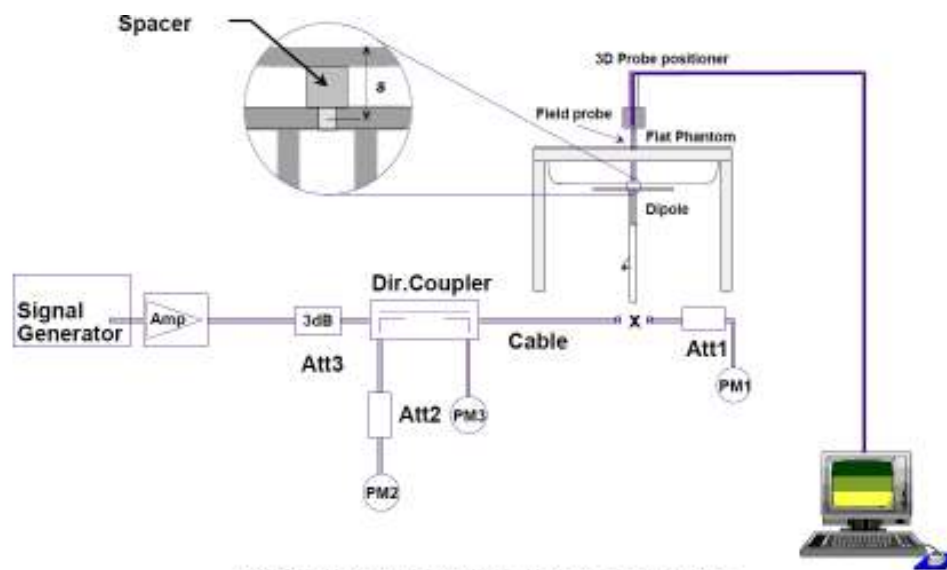 Spacer
s
3D Probe positioner
Field probe
Flat Phantom
Dipole
Signal
Generator
Amp
3dB
Att3
Dir.Coupler
Cable
X
Att1
PM1
Att2
PM3
PM2